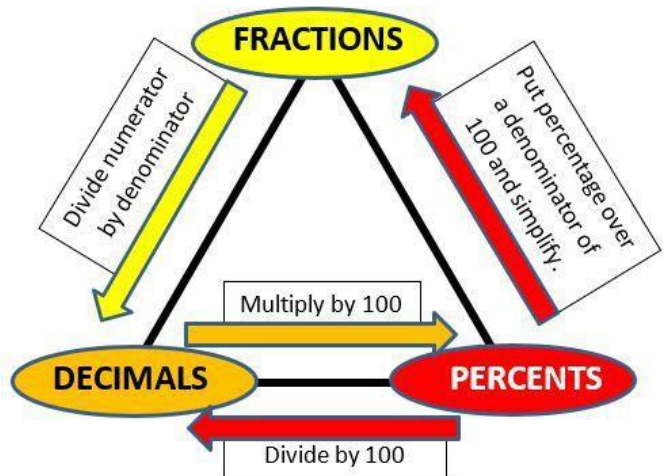 FRACTIONS
Divide numerator
by denominator
Put percentage over
a denominator of
100 and simplify.
Multiply by 100
DECIMALS
PERCENTS
Divide by 100